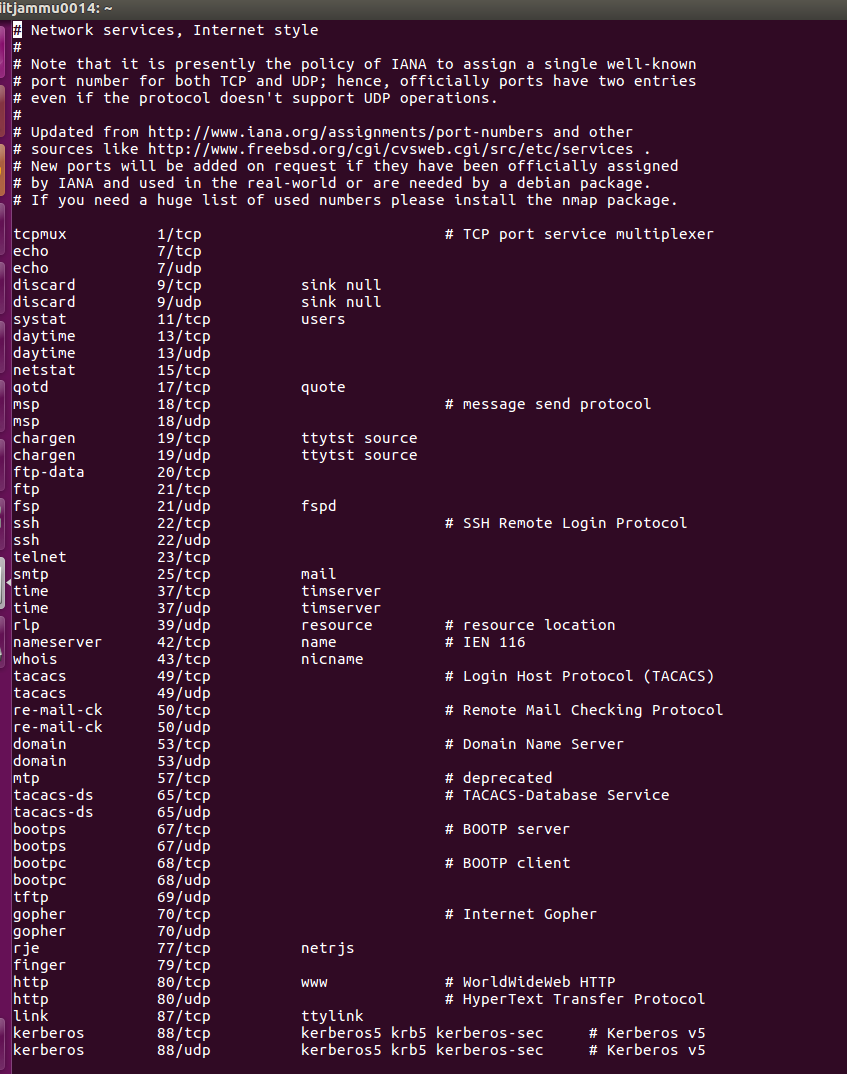 iitjammu0014: ~
# Network services, Internet style
#
# Note that it is presently the policy of IANA to assign a single well-known
# port number for both TCP and UDP; hence, officially ports have two entries
# even if the protocol doesn't support UDP operations.
#
# Updated from http://www.iana.org/assignments/port-numbers and other
# sources like http://www.freebsd.org/cgi/cvsweb.cgi/src/etc/services .
# New ports will be added on request if they have been officially assigned
# by IANA and used in the real-world or are needed by a debian package.
# If you need a huge list of used numbers please install the nmap package.

tcpmux          1/tcp                           # TCP port service multiplexer
echo            7/tcp
echo            7/udp
discard         9/tcp           sink null
discard         9/udp           sink null
systat          11/tcp          users
daytime         13/tcp
daytime         13/udp
netstat         15/tcp
qotd            17/tcp          quote
msp             18/tcp                          # message send protocol
msp             18/udp
chargen         19/tcp          ttytst source
chargen         19/udp          ttytst source
ftp-data        20/tcp
ftp             21/tcp
fsp             21/udp          fspd
ssh             22/tcp                          # SSH Remote Login Protocol
ssh             22/udp
telnet          23/tcp
smtp            25/tcp          mail
time            37/tcp          timserver
time            37/udp          timserver
rlp             39/udp          resource        # resource location
nameserver      42/tcp          name            # IEN 116
whois           43/tcp          nicname
tacacs          49/tcp                          # Login Host Protocol (TACACS)
tacacs          49/udp
re-mail-ck      50/tcp                          # Remote Mail Checking Protocol
re-mail-ck      50/udp
domain          53/tcp                          # Domain Name Server
domain          53/udp
mtp             57/tcp                          # deprecated
tacacs-ds       65/tcp                          # TACACS-Database Service
tacacs-ds       65/udp
bootps          67/tcp                          # BOOTP server
bootps          67/udp
bootpc          68/tcp                          # BOOTP client
bootpc          68/udp
tftp            69/udp
gopher          70/tcp                          # Internet Gopher
gopher          70/udp
rje             77/tcp          netrjs
finger          79/tcp
http            80/tcp          www             # WorldWideWeb HTTP
http            80/udp                          # HyperText Transfer Protocol
link            87/tcp          ttylink
kerberos        88/tcp          kerberos5 krb5 kerberos-sec     # Kerberos v5
kerberos        88/udp          kerberos5 krb5 kerberos-sec     # Kerberos v5